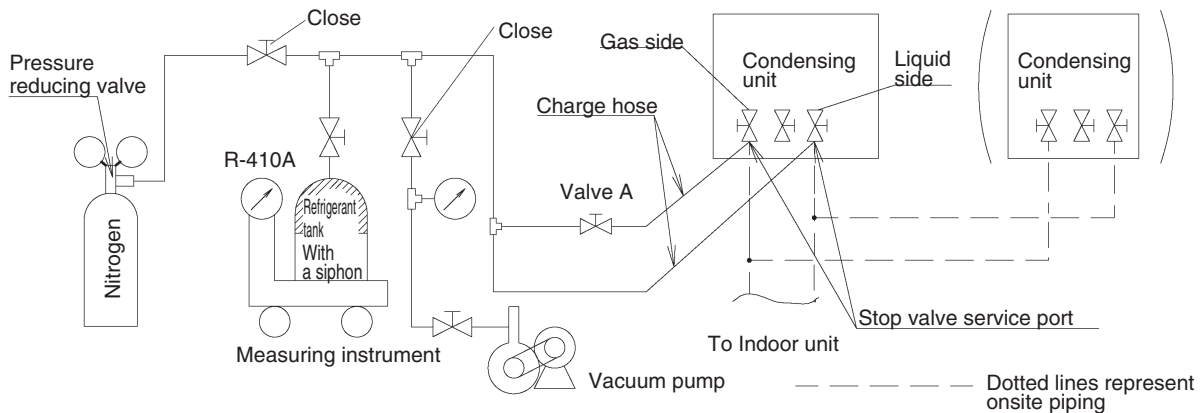 Close
Close
Pressure
reducing valve
Gas side
Condensing
unit
Liquid
side
Condensing
unit
Charge hose
R-410A
Valve A
Refrigerant
tank
With
a siphon
Nitrogen
Stop valve service port
To Indoor unit
Measuring instrument
Vacuum pump
Dotted lines represent
onsite piping